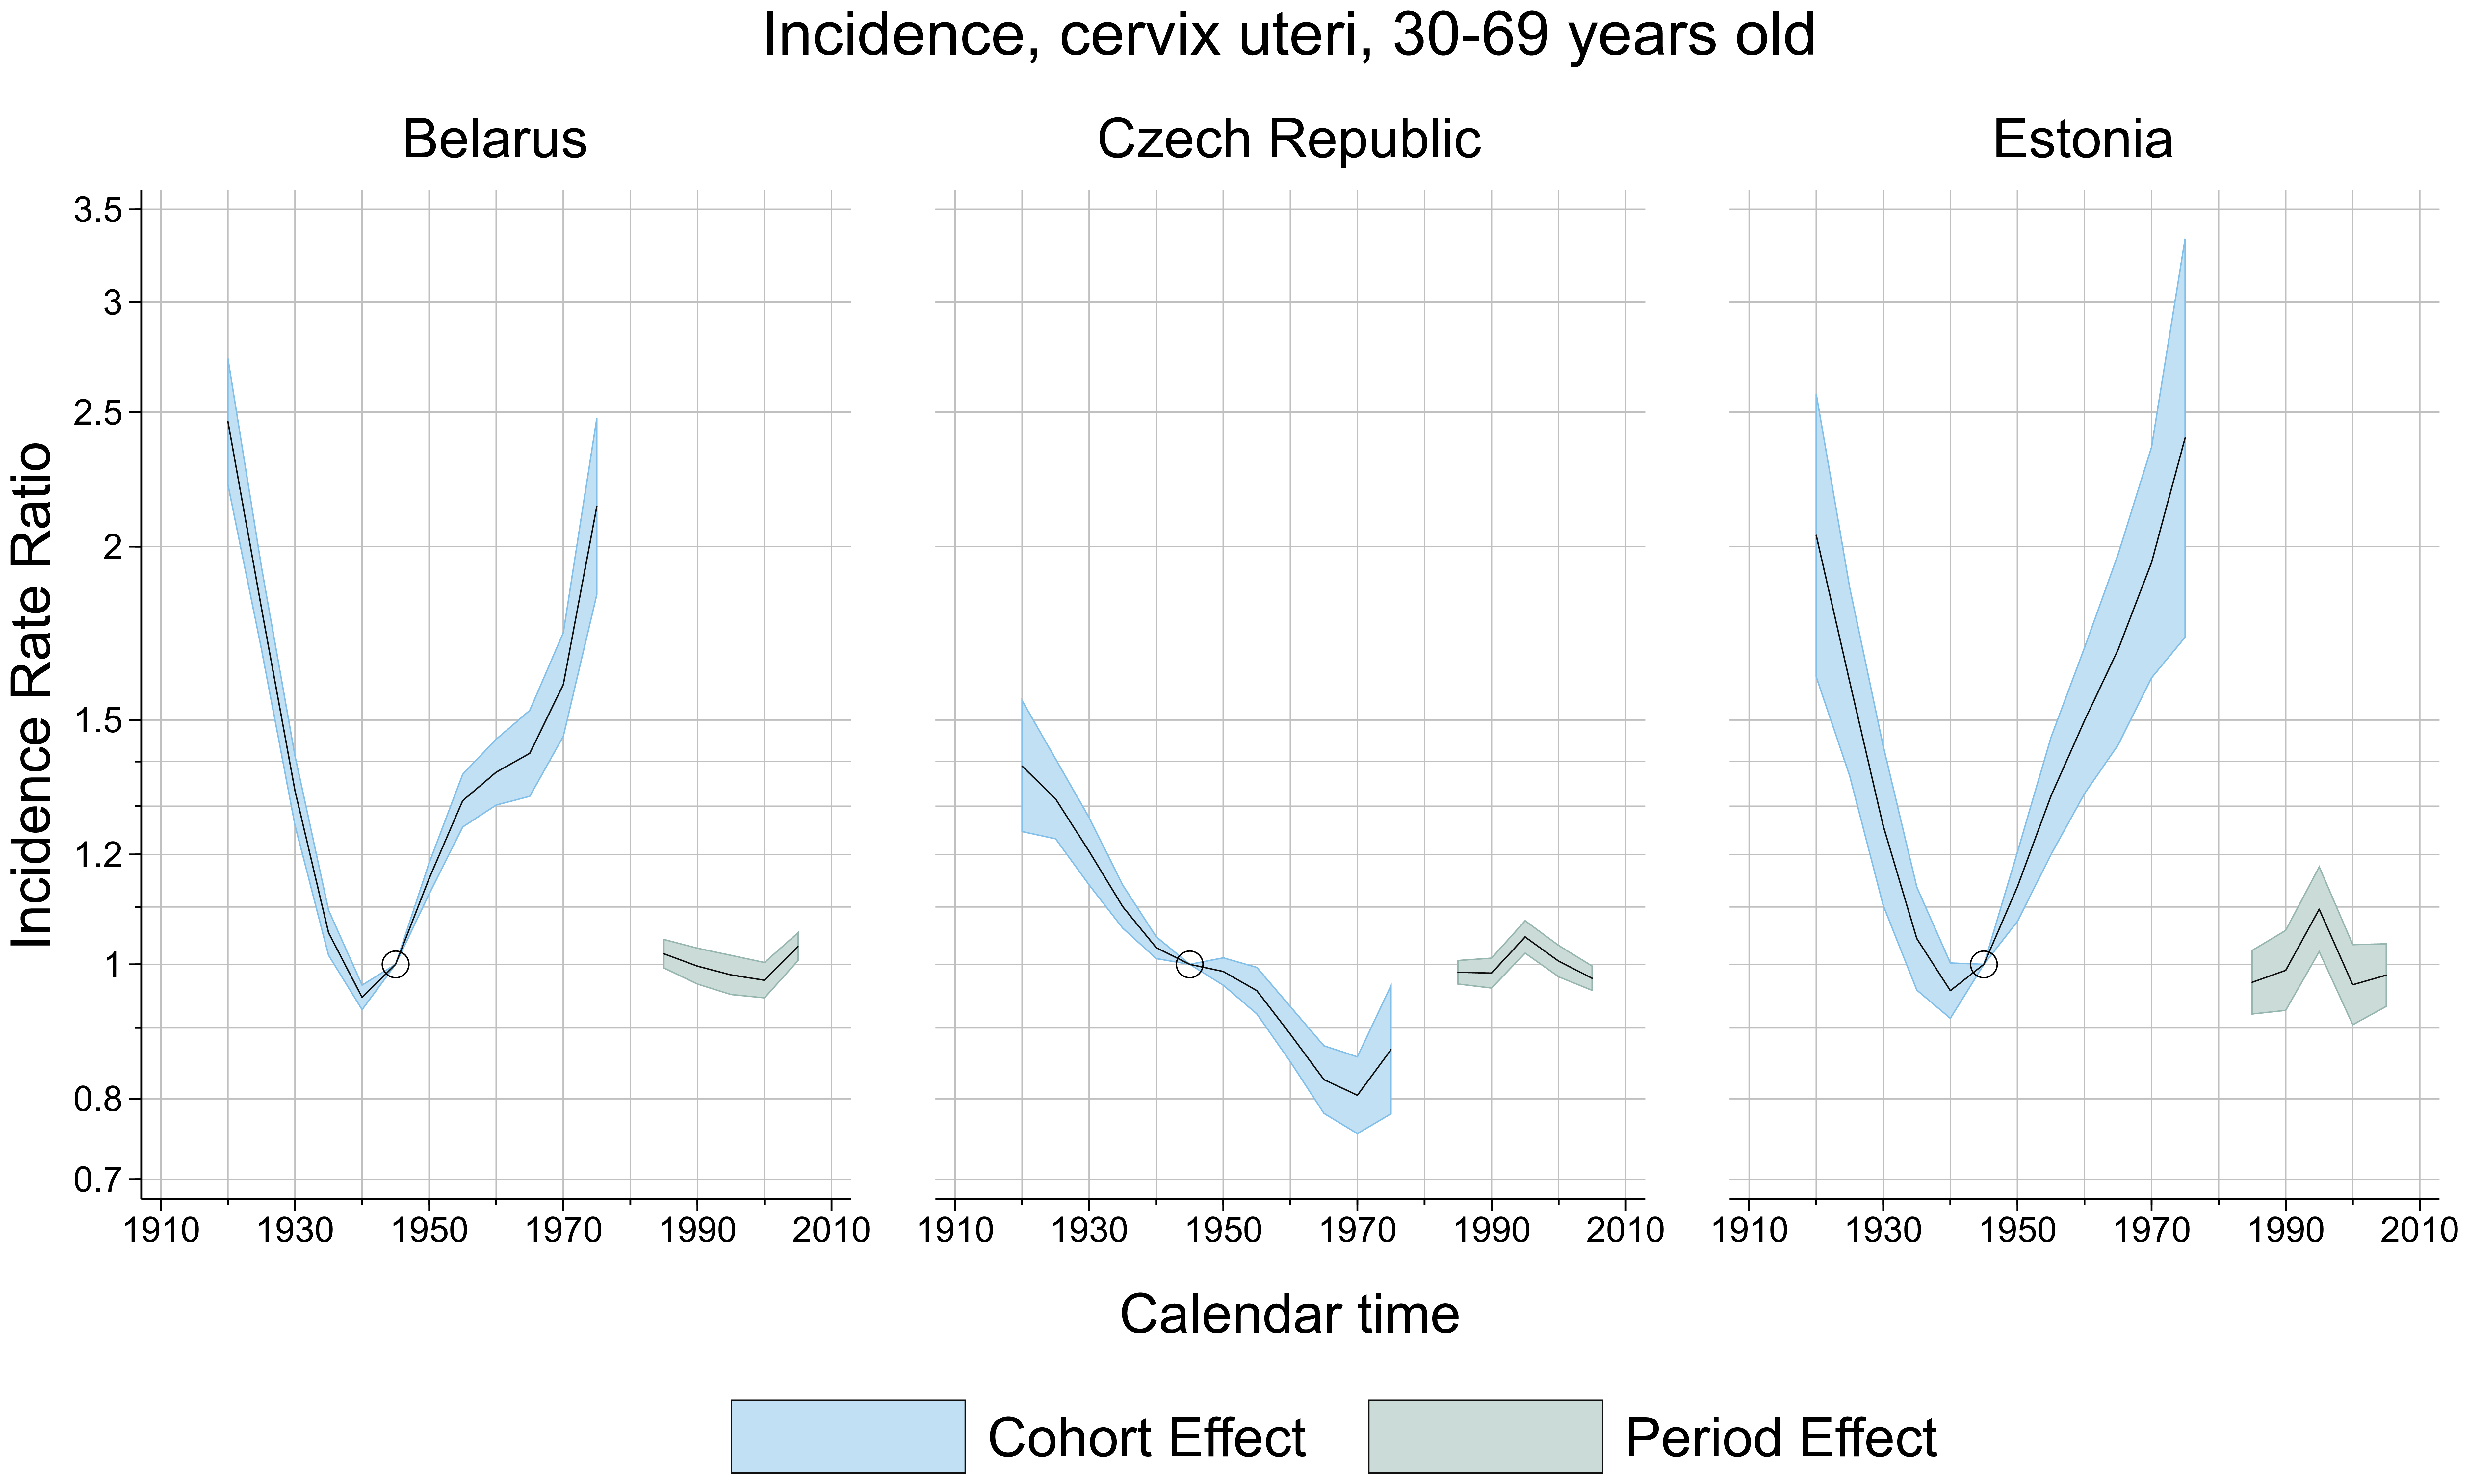 Incidence, cervix uteri, 30-69 years old
Belarus
Czech Republic
Estonia
Incidence Rate Ratio
3.5
3
2.5
2
1.5
1.2
1
0.8
0.7
1910 1930 1950 1970 1990 2010
1910 1930 1950 1970 1990 2010
1910 1930 1950 1970 1990 2010
Calendar time
Cohort Effect
Period Effect